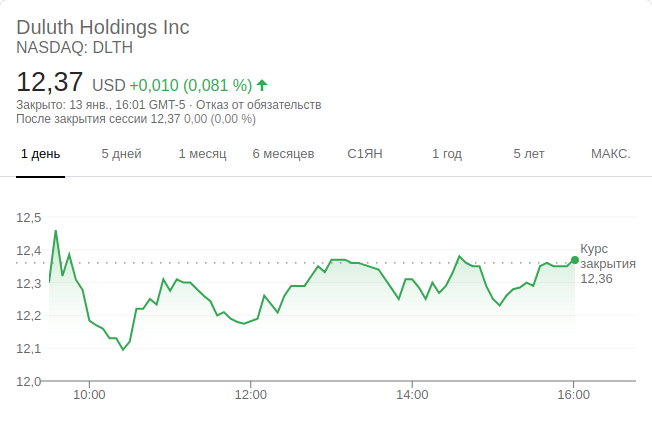 Duluth Holdings Inc
NASDAQ: DLTH
12,37 USD +0,010 (0,081 %)
Закрыто: 13 янв., 16:01 GMT-5 · Отказ от обязательств
После закрытия сессии 12,37 0,00 (0,00 %)
1 день 5 дней 1 месяц 6 месяцев С1ЯН 1 год 5 лет МАКС.
12,5
12,4
12,3
12,2
12,1
12,0
Курс
закрытия
12,36
10:00 12:00 14:00 16:00